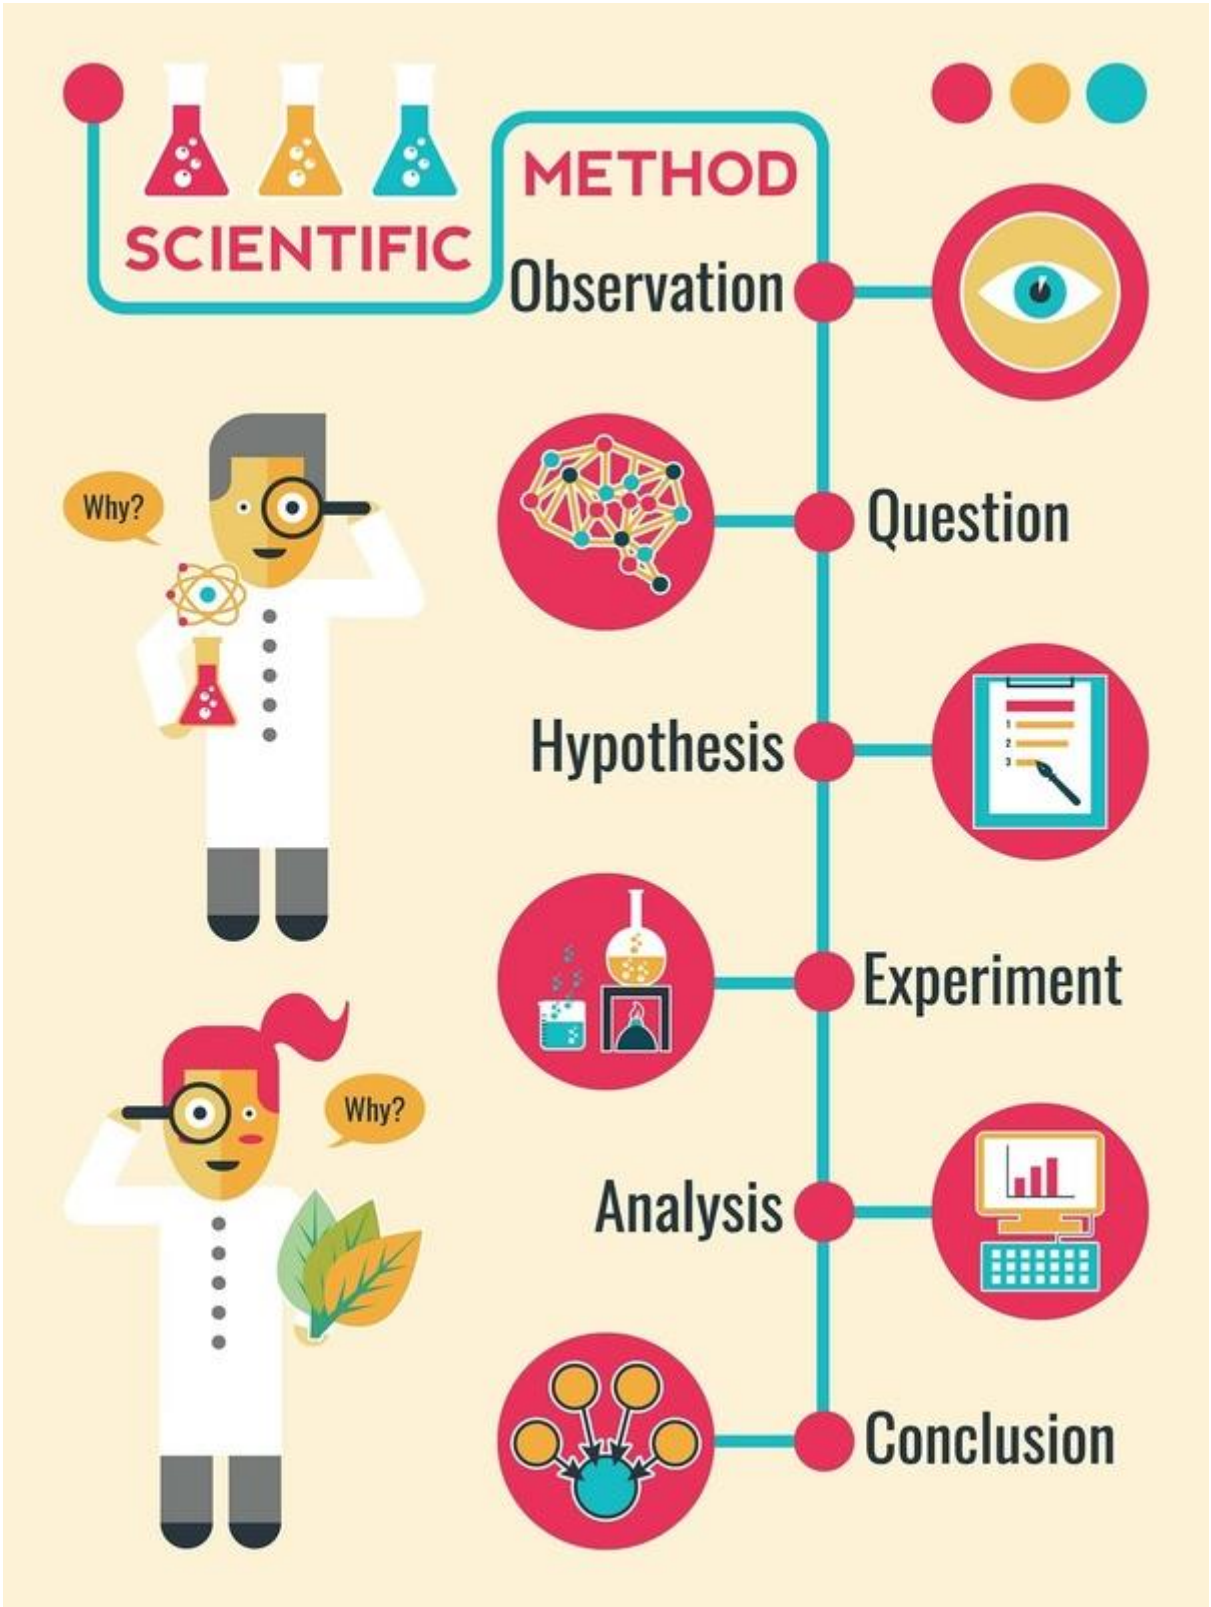 SCIENTIFIC
METHOD
Observation
Why?
Question
Hypothesis
1
2
3
Experiment
Why?
Analysis
Conclusion